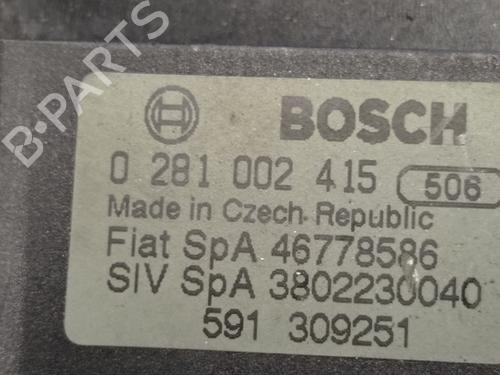 B-PARTS
BOSCH
0 281 002 415 506
Made in Czech Republic
Fiat SpA 46778586
SIV SpA 3802230040
591 309251